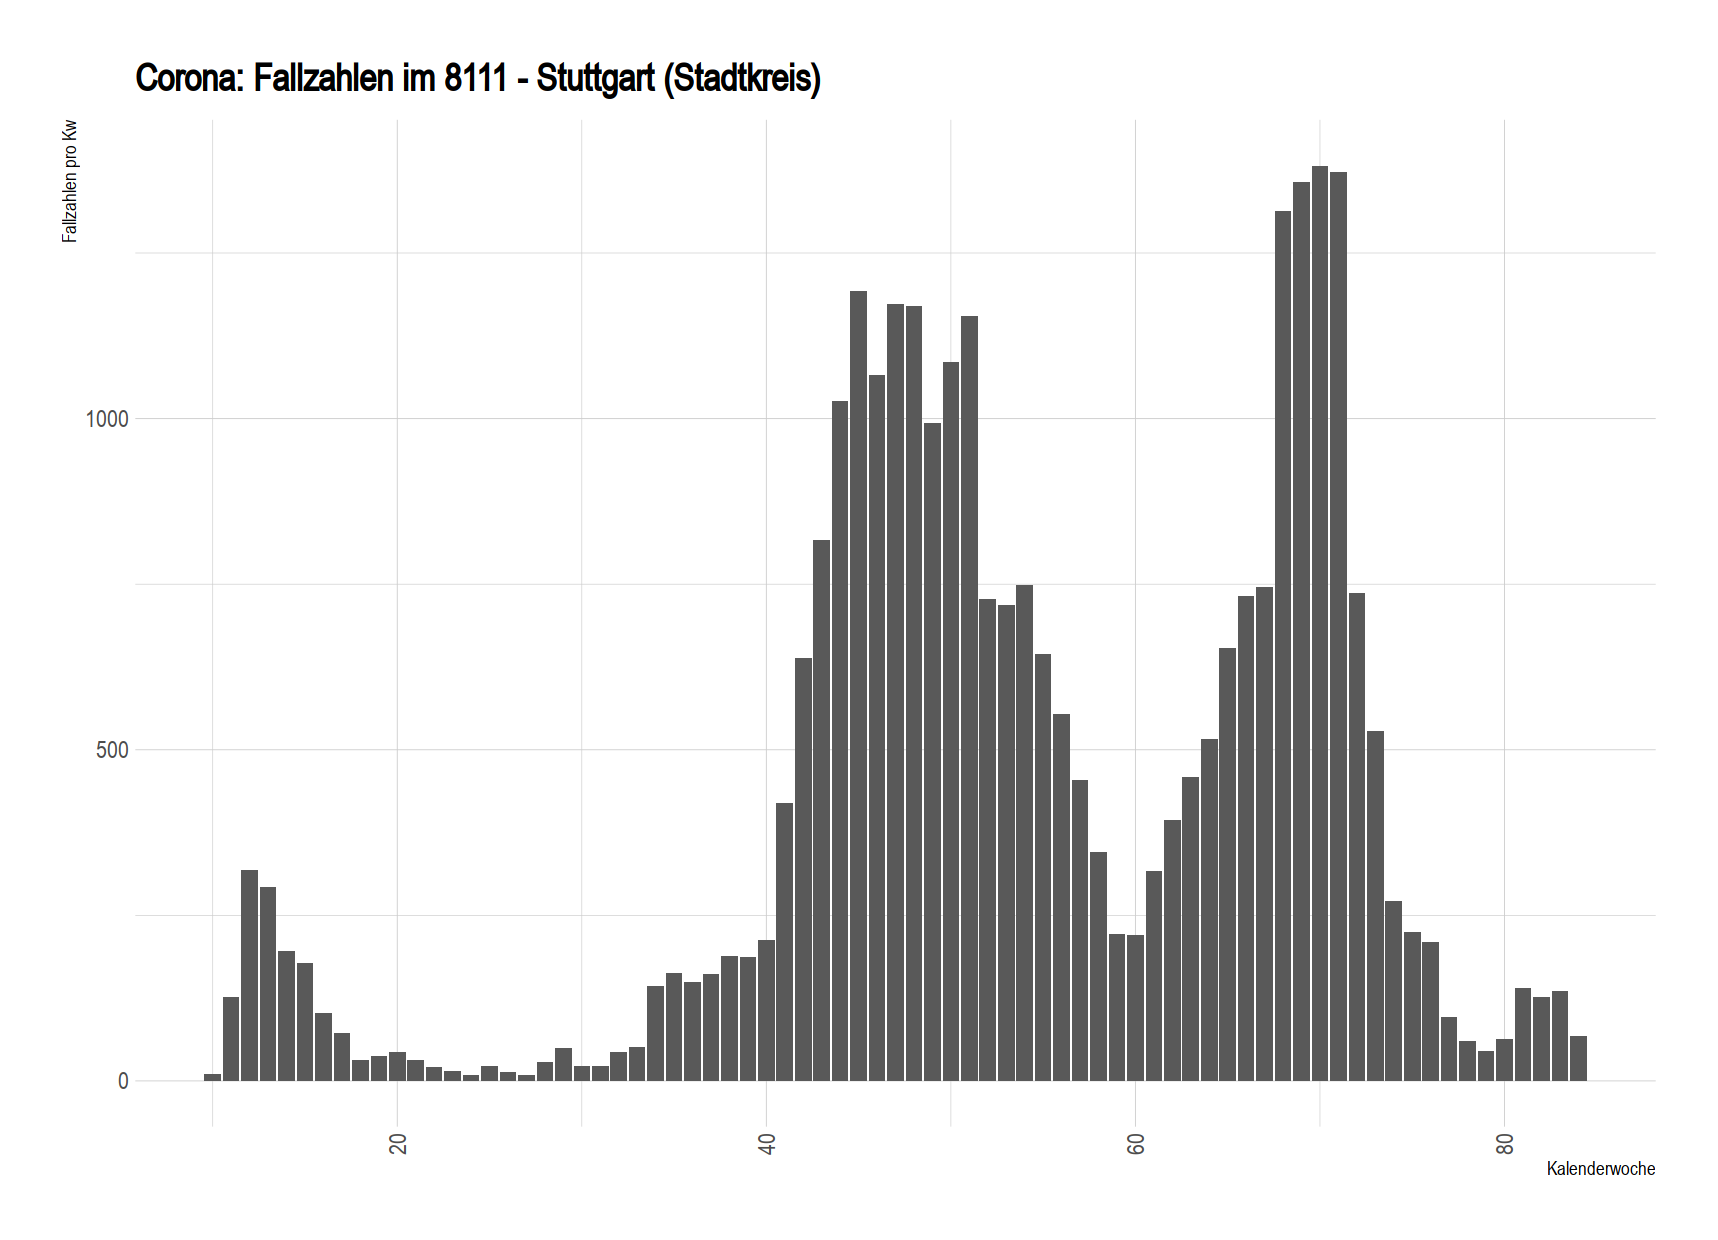 Corona: Fallzahlen im 8111 - Stuttgart (Stadtkreis)
Fallzahlen pro Kw
1000
500
0
20
40
60
80
Kalenderwoche